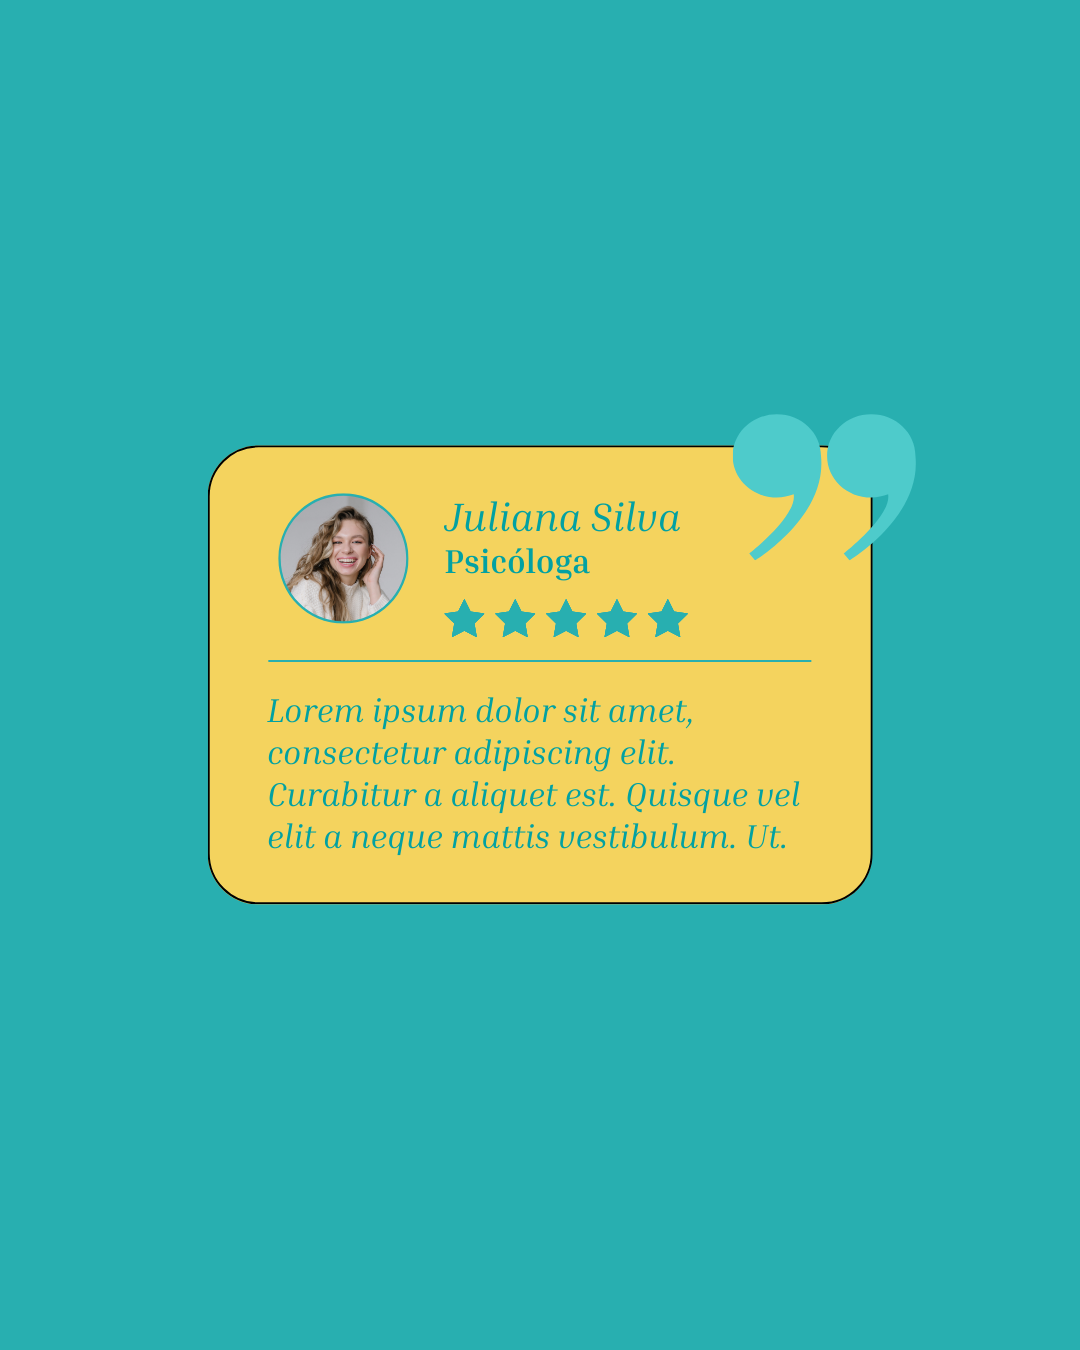 Juliana Silva
Psicóloga
Lorem ipsum dolor sit amet,
consectetur adipiscing elit.
Curabitur a aliquet est. Quisque vel
elit a neque mattis vestibulum. Ut.